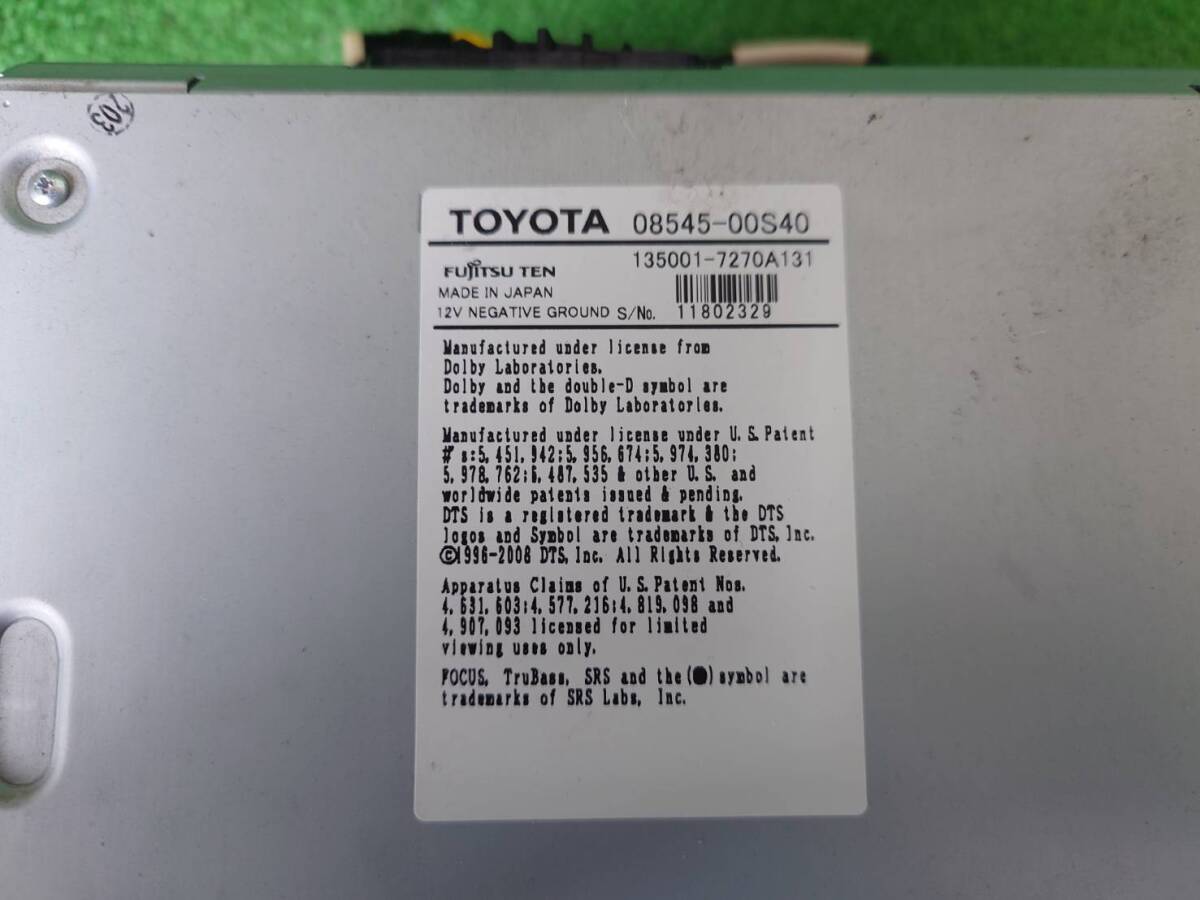 203
TOYOTA 08545-00S40
135001-7270A131
FUJITSU TEN
MADE IN JAPAN
12V NEGATIVE GROUND S/No. 11802329
Manufactured under license from
Dolby Laboratories.
Dolby and the double-D symbol are
trademarks of Dolby Laboratories.
Manufactured under license under U.S.Patent
#'s:5,451,942;5,956,674;5,974,380;
5,978,762;6,487,535 & other U.S. and
worldwide patents issued & pending.
DTS is a registered trademark & the DTS
logos and Symbol are trademarks of DTS,Inc.
©1996-2008 DTS,Inc. All Rights Reserved.
Apparatus Claims of U.S.Patent Nos.
4,631,603;4,577,216;4,819,098 and
4,907,093 licensed for limited
viewing uses only.
FOCUS, TruBass, SRS and the(●)symbol are
trademarks of SRS Labs, Inc.